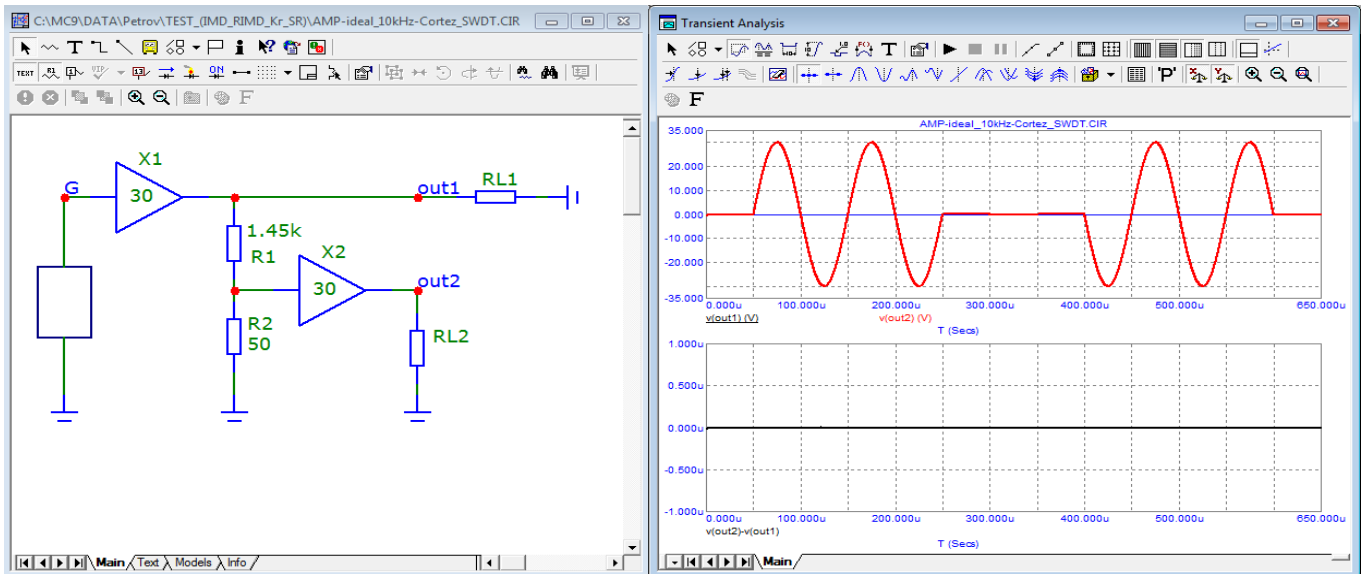 C:\MC9\DATA\Petrov\TEST_(IMD_RIMD_Kr_SR)\AMP-ideal_10kHz-Cortez_SWDT.CIR
X1
G
30
out1
RL1
1.45k
R1
X2
30
out2
R2
50
RL2
Main
Text
Models
Info
Transient Analysis
AMP-ideal_10kHz-Cortez_SWDT.CIR
35.000
20.000
10.000
0.000
-10.000
-20.000
-35.000
0.000u 100.000u 200.000u 300.000u 400.000u 500.000u 650.000u
v(out1) (V) v(out2) (V)
T (Secs)
1.000u
0.500u
0.000u
-0.500u
-1.000u
0.000u 100.000u 200.000u 300.000u 400.000u 500.000u 650.000u
v(out2)-v(out1)
T (Secs)
Main